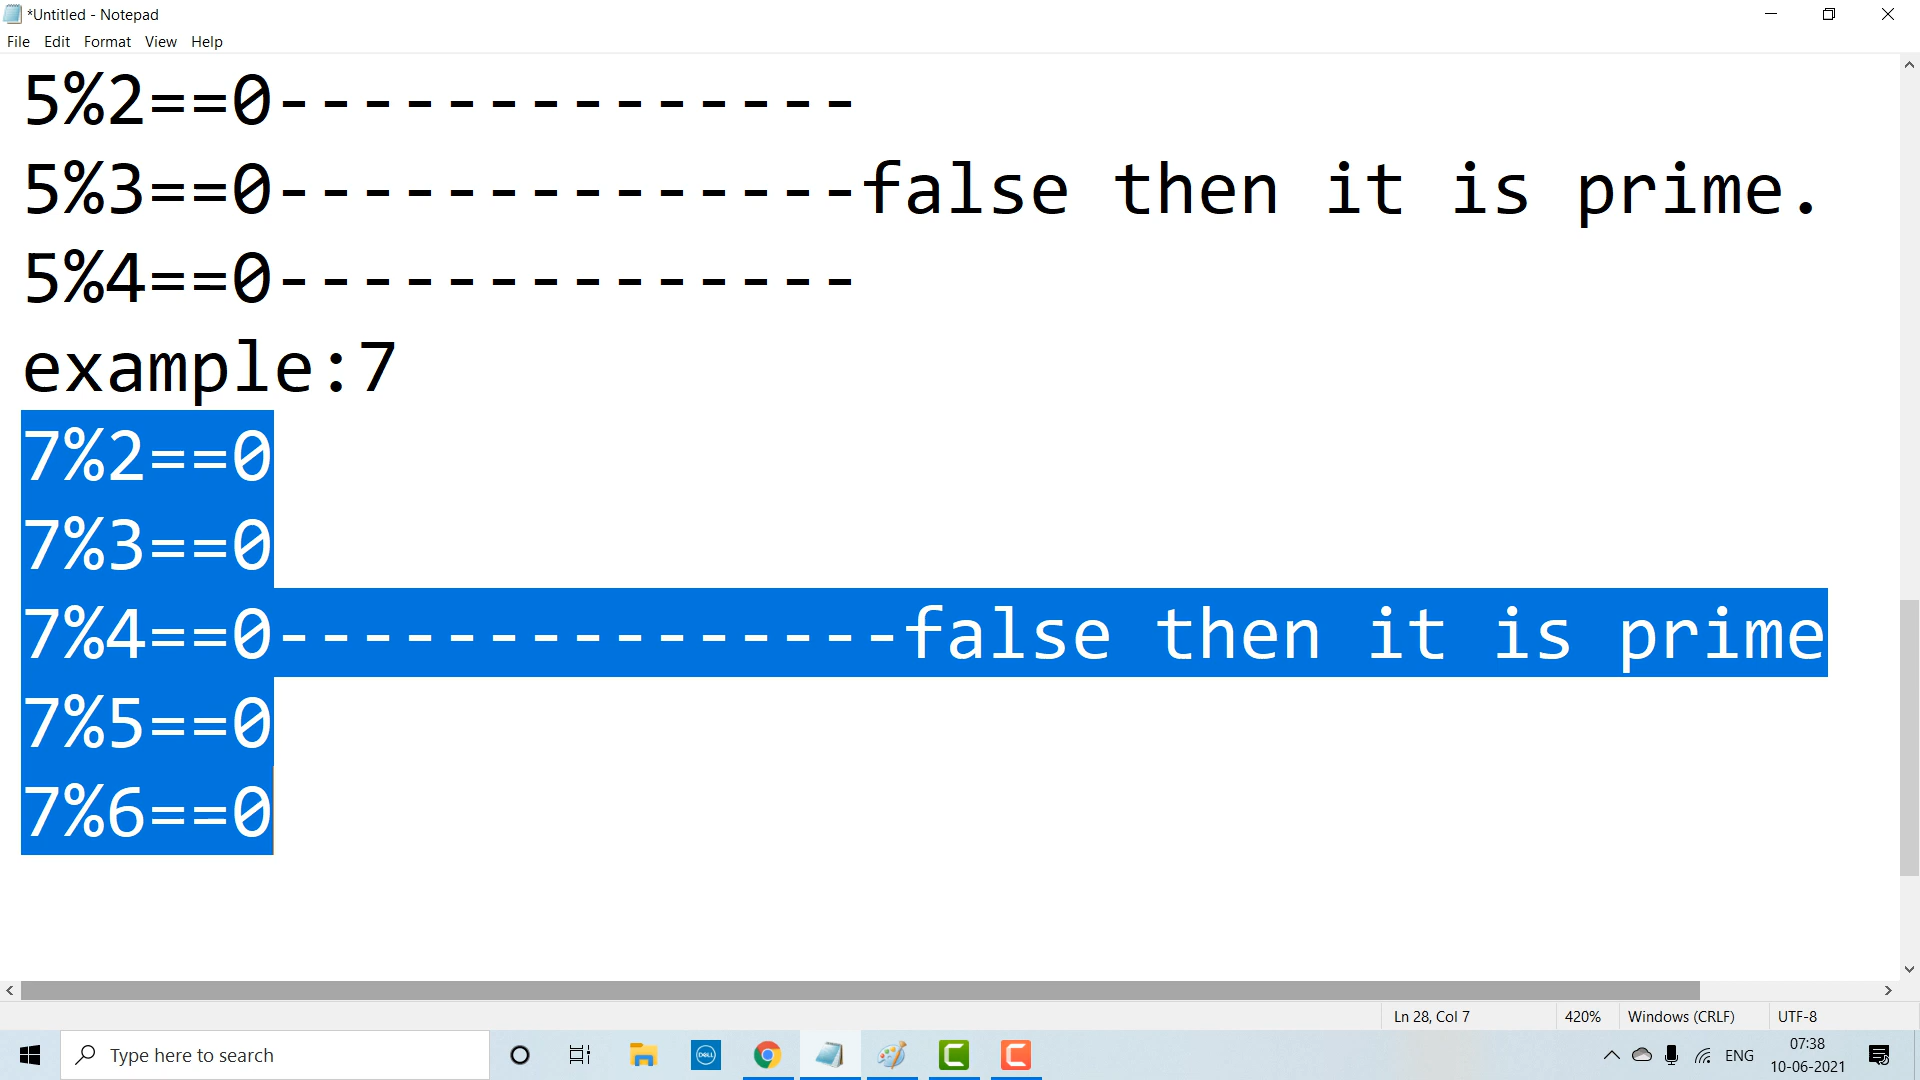 *Untitled - Notepad
File Edit Format View Help
5%2==0--------------
5%3==0--------------false then it is prime.
5%4==0--------------
example:7
7%2==0
7%3==0
7%4==0---------------false then it is prime
7%5==0
7%6==0
Ln 28, Col 7 420% Windows (CRLF) UTF-8
Type here to search
DELL
ENG
07:38
10-06-2021